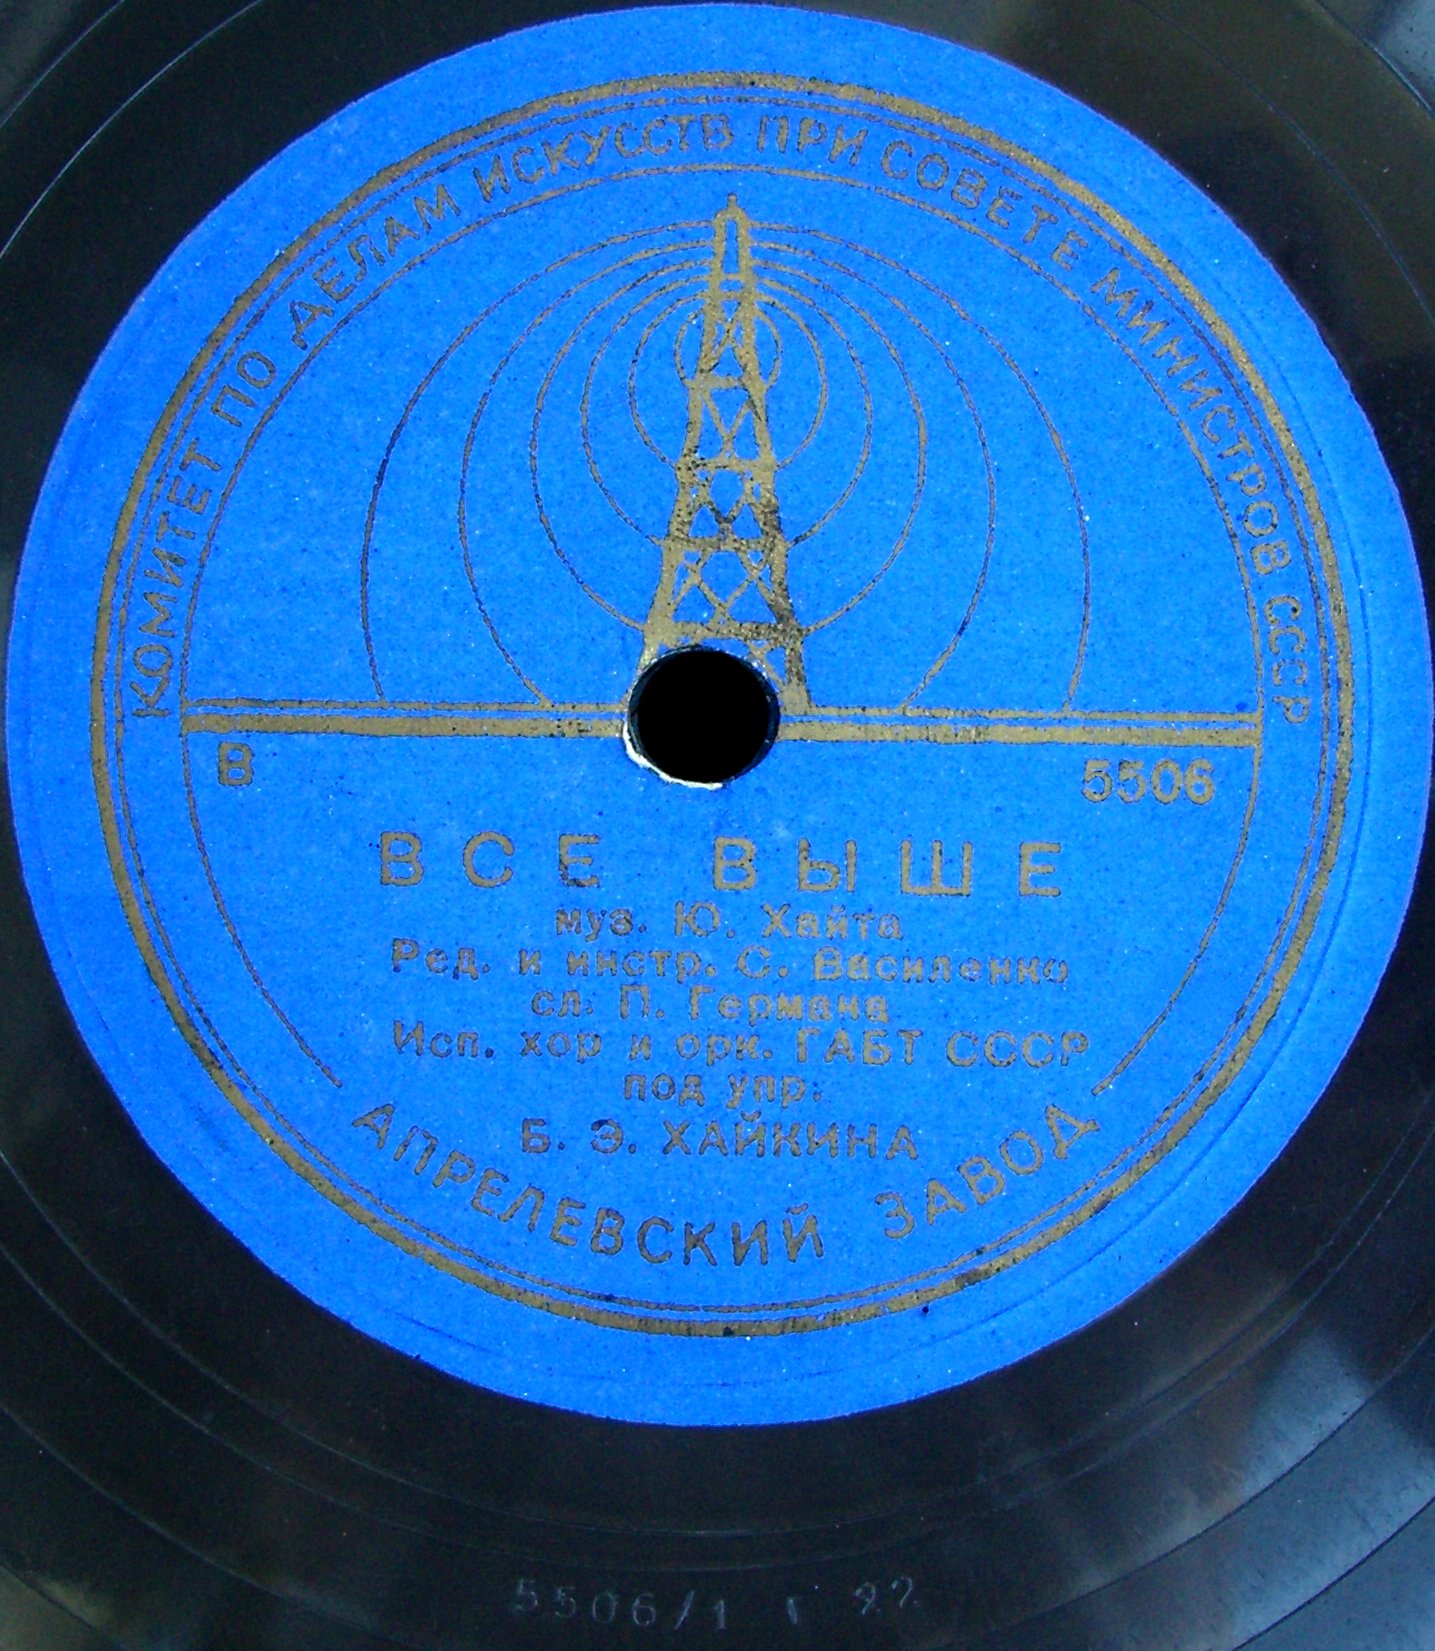 КОМИТЕТ ПО ДЕЛАМ ИСКУССТВ ПРИ СОВЕТЕ МИНИСТРОВ СССР
В 5506
ВСЕ ВЫШЕ
муз. Ю. Хайта
Ред. и инстр. С. Василенко
сл. П. Германа
Исп. хор и орк. ГАБТ СССР
под упр.
Б. Э. ХАЙКИНА
АПРЕЛЕВСКИЙ ЗАВОД
5506/1 г 22